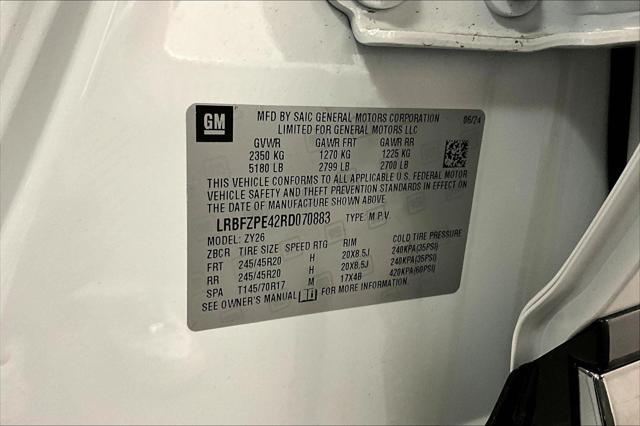 GM
MFD BY SAIC GENERAL MOTORS CORPORATION 06/24
LIMITED FOR GENERAL MOTORS LLC
GVWR GAWR FRT GAWR RR
2350 KG 1270 KG 1225 KG
5180 LB 2799 LB 2700 LB
THIS VEHICLE CONFORMS TO ALL APPLICABLE U.S. FEDERAL MOTOR
VEHICLE SAFETY AND THEFT PREVENTION STANDARDS IN EFFECT ON
THE DATE OF MANUFACTURE SHOWN ABOVE.
LRBFZPE42RD070883 TYPE: M.P.V.
MODEL: ZY26
ZBCR TIRE SIZE SPEED RTG RIM COLD TIRE PRESSURE
FRT 245/45R20 H 20X8.5J 240KPA(35PSI)
RR 245/45R20 H 20X8.5J 240KPA(35PSI)
SPA T145/70R17 M 17X4B 420KPA(60PSI)
SEE OWNER'S MANUAL FOR MORE INFORMATION.